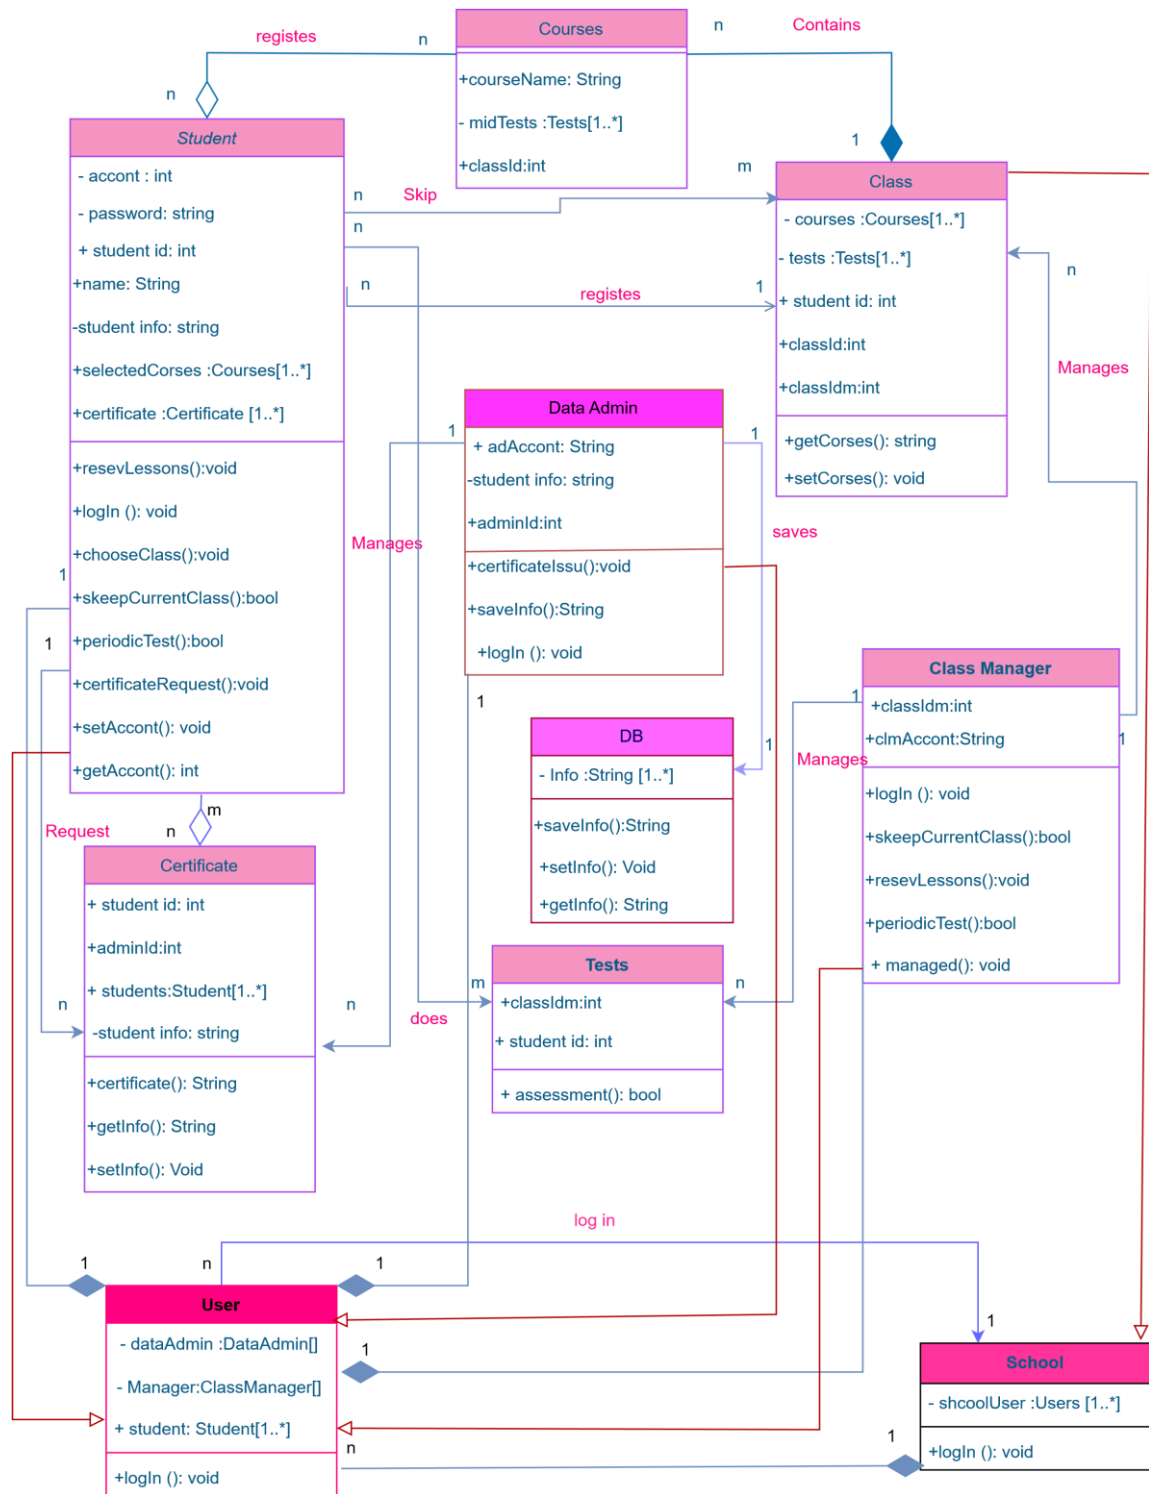 registes
n
Courses
n
Contains
+courseName: String
- midTests :Tests[1..*]
+classId:int
n
1
Student
- accont : int
- password: string
+ student id: int
+name: String
-student info: string
+selectedCorses :Courses[1..*]
+certificate :Certificate [1..*]
+resevLessons():void
+logIn (): void
+chooseClass():void
+skeepCurrentClass():bool
+periodicTest():bool
+certificateRequest():void
+setAccont(): void
+getAccont(): int
n
Skip
m
n
n
registes
1
Class
- courses :Courses[1..*]
- tests :Tests[1..*]
+ student id: int
+classId:int
+classIdm:int
+getCorses(): string
+setCorses(): void
n
Manages
Data Admin
+ adAccont: String
-student info: string
+adminId:int
+certificateIssu():void
+saveInfo():String
+logIn (): void
1
1
saves
Manages
1
1
1
1
DB
- Info :String [1..*]
+saveInfo():String
+setInfo(): Void
+getInfo(): String
Class Manager
+classIdm:int
+clmAccont:String
+logIn (): void
+skeepCurrentClass():bool
+resevLessons():void
+periodicTest():bool
+ managed(): void
1
1
Manages
m
n
Request
Certificate
+ student id: int
+adminId:int
+ students:Student[1..*]
-student info: string
+certificate(): String
+getInfo(): String
+setInfo(): Void
n
n
does
m
n
Tests
+classIdm:int
+ student id: int
+ assessment(): bool
log in
1
n
1
User
- dataAdmin :DataAdmin[]
- Manager:ClassManager[]
+ student: Student[1..*]
+logIn (): void
1
n
1
1
School
- shcoolUser :Users [1..*]
+logIn (): void